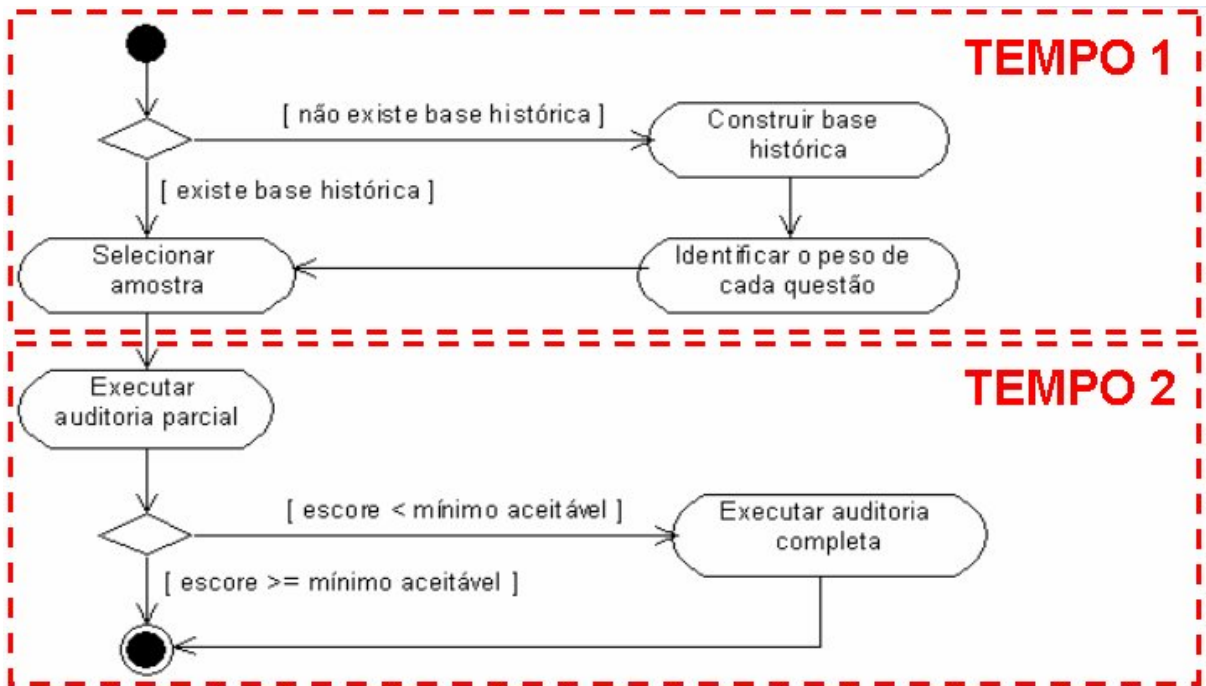 TEMPO 1
[ não existe base histórica ]
Construir base
histórica
[ existe base histórica ]
Selecionar
amostra
Identificar o peso de
cada questão
TEMPO 2
Executar
auditoria parcial
[ escore < mínimo aceitável ]
Executar auditoria
completa
[ escore >= mínimo aceitável ]